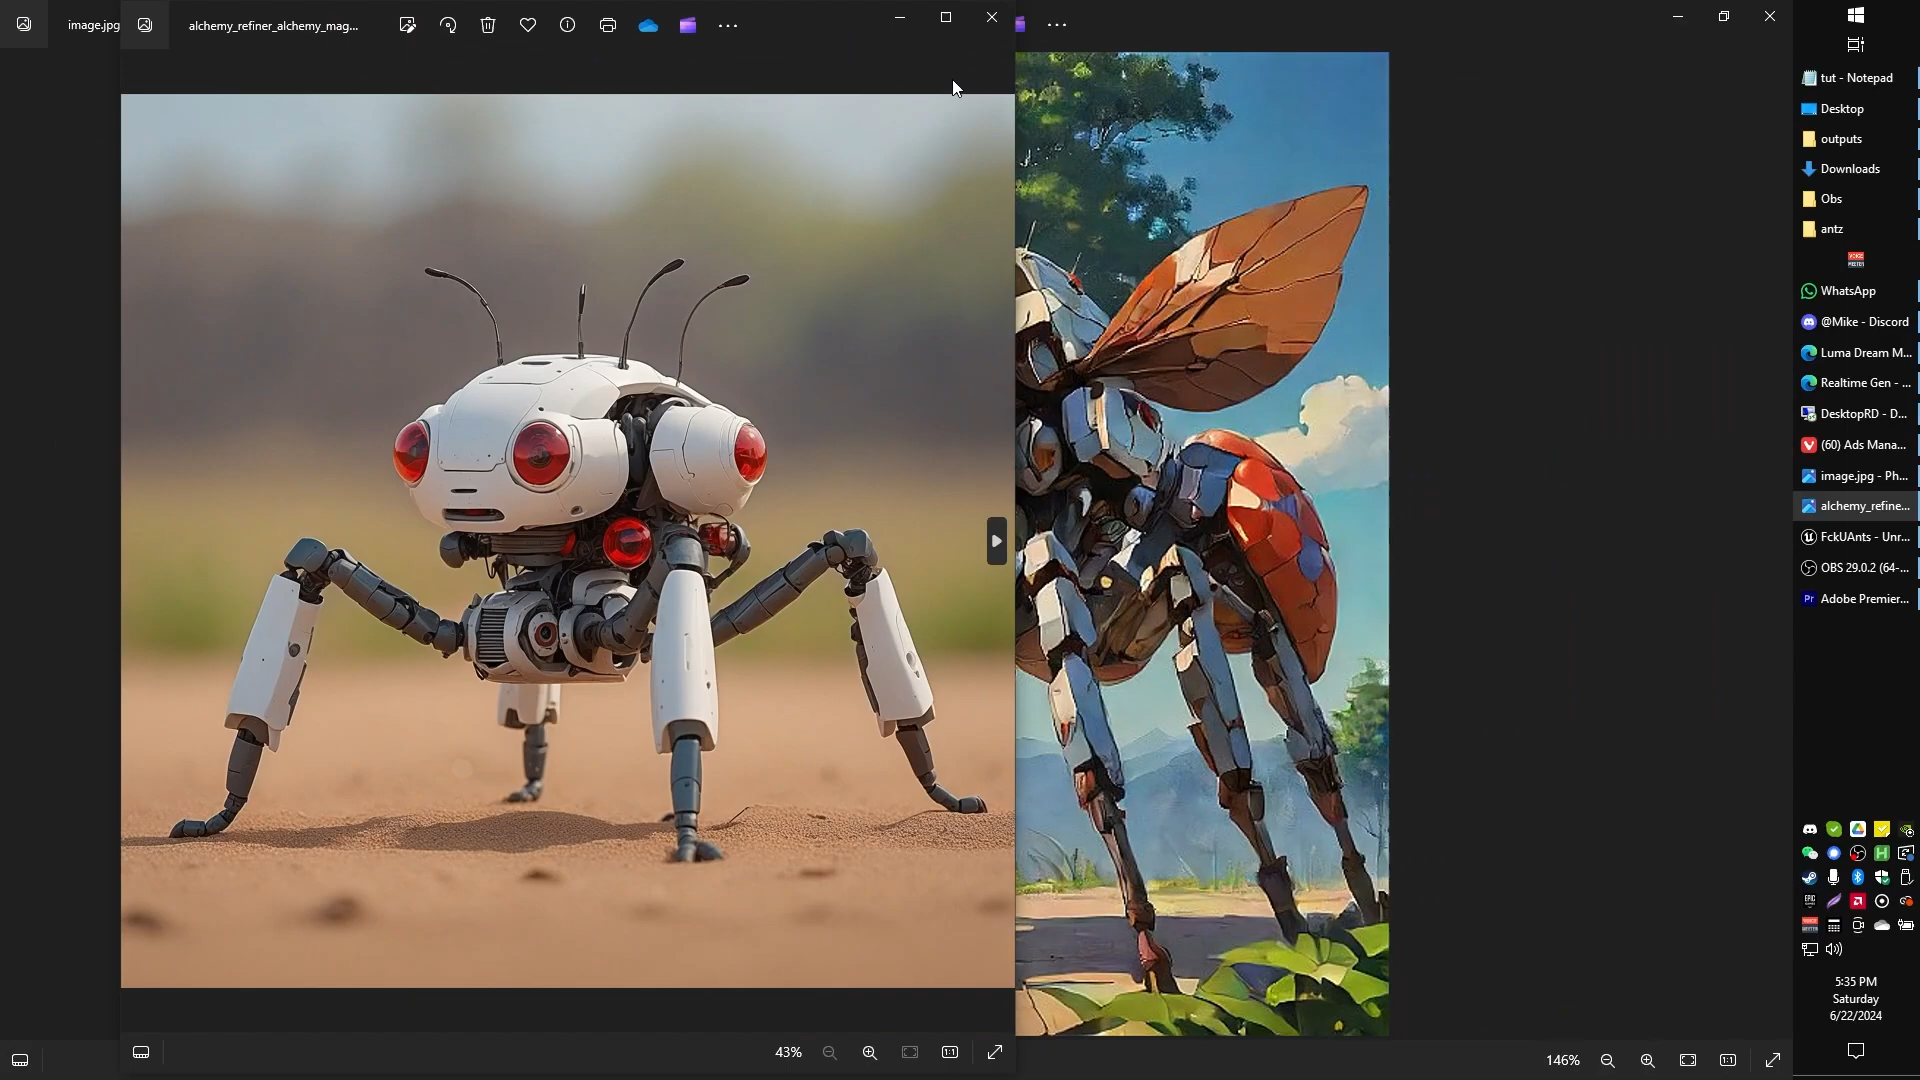 image.jpg
alchemy_refiner_alchemy_mag...
43%
146%
tut - Notepad
Desktop
outputs
Downloads
Obs
antz
WhatsApp
@Mike - Discord
Luma Dream M...
Realtime Gen - ...
DesktopRD - D...
(60) Ads Mana...
image.jpg - Ph...
alchemy_refine...
FckUAnts - Unr...
OBS 29.0.2 (64-...
Pr Adobe Premier...
5:35 PM
Saturday
6/22/2024